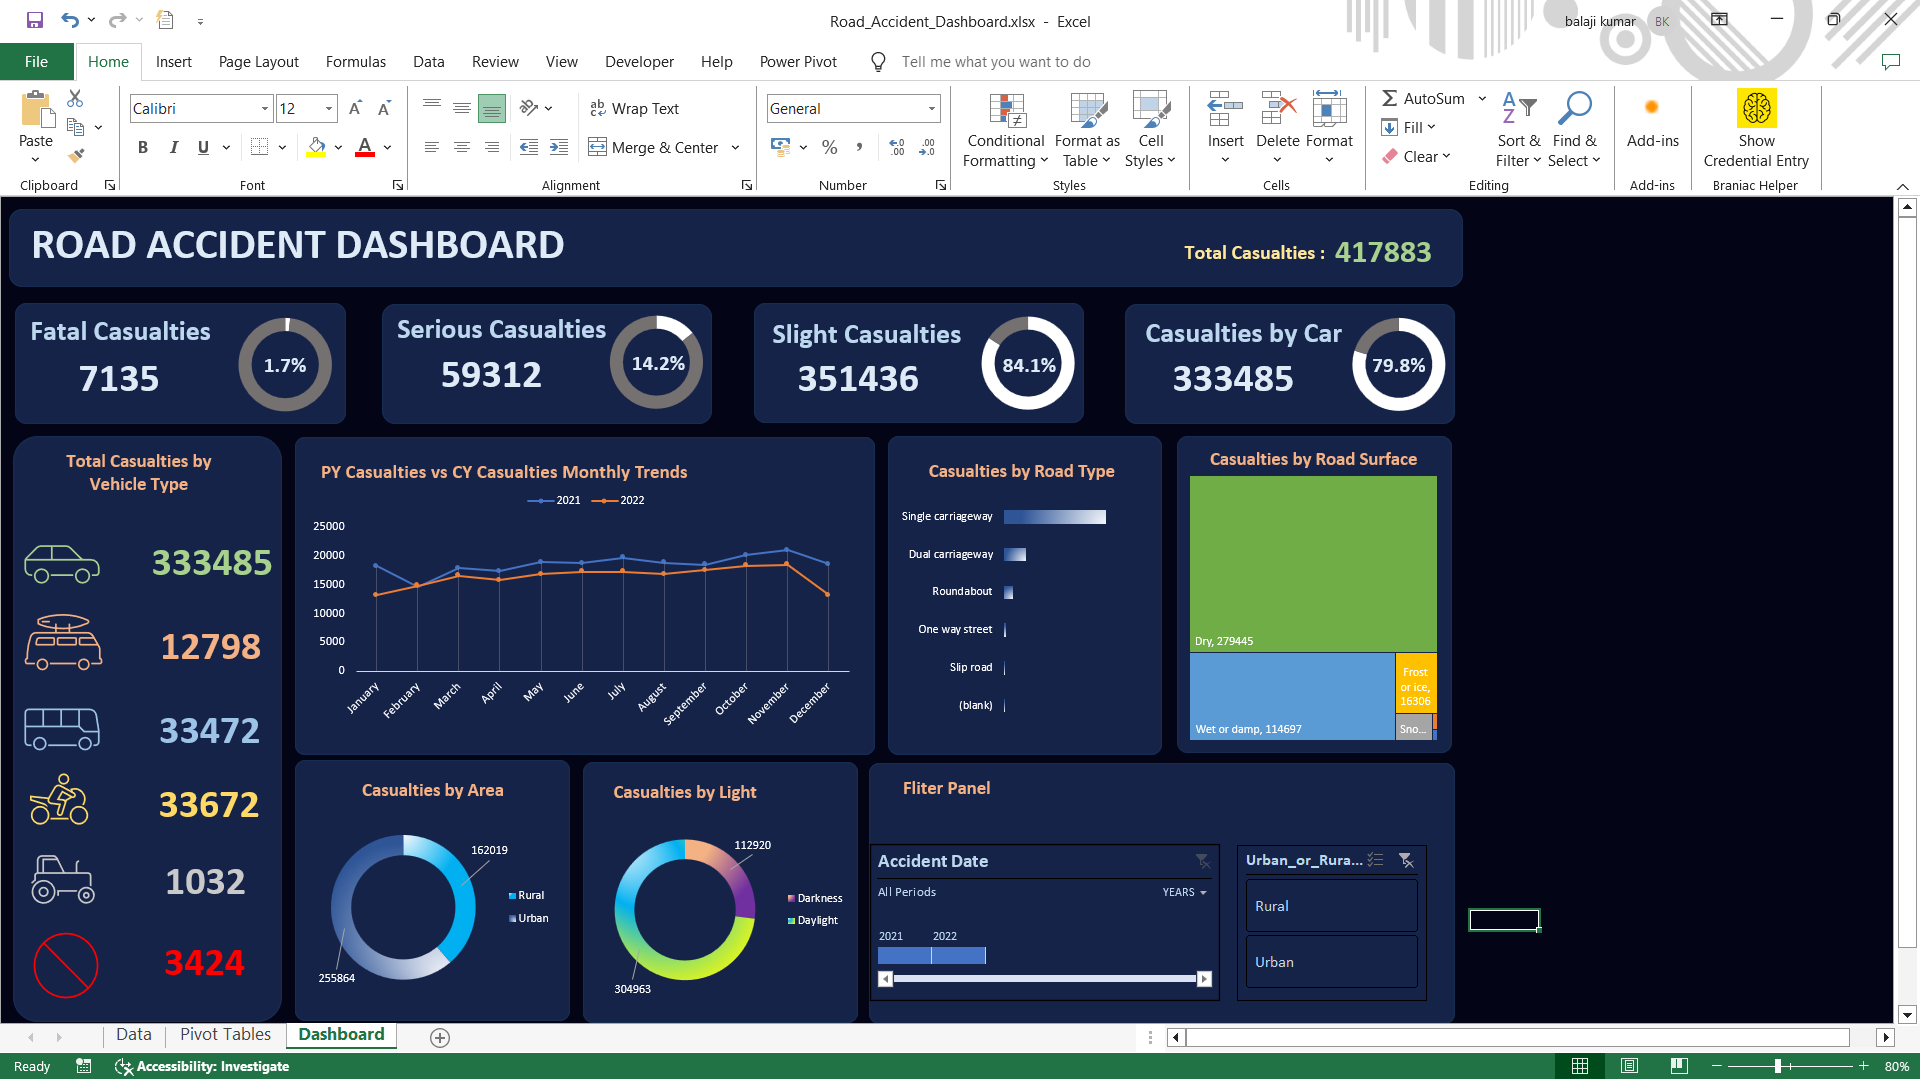 Road_Accident_Dashboard.xlsx - Excel
balaji kumar BK
File Home Insert Page Layout Formulas Data Review View Developer Help Power Pivot Tell me what you want to do
Paste
Clipboard
Calibri 12
B I U A
Font
ab Wrap Text
Merge & Center
Alignment
General
% , .00
Number
Conditional Formatting
Format as Table
Cell Styles
Styles
Insert Delete Format
Cells
AutoSum
Fill
Clear
Sort & Filter
Find & Select
Editing
Add-ins
Add-ins
Show Credential Entry
Braniac Helper
ROAD ACCIDENT DASHBOARD
Total Casualties : 417883
Fatal Casualties
7135
1.7%
Serious Casualties
59312
14.2%
Slight Casualties
351436
84.1%
Casualties by Car
333485
79.8%
Total Casualties by
Vehicle Type
333485
12798
33472
33672
1032
3424
PY Casualties vs CY Casualties Monthly Trends
2021 2022
25000
20000
15000
10000
5000
0
January February March April May June July August September October November December
Casualties by Road Type
Single carriageway
Dual carriageway
Roundabout
One way street
Slip road
(blank)
Casualties by Road Surface
Dry, 279445
Wet or damp, 114697
Frost
or ice,
16306
Sno...
Casualties by Area
162019
Rural
Urban
255864
Casualties by Light
112920
Darkness
Daylight
304963
Fliter Panel
Accident Date
All Periods YEARS
2021 2022
Urban_or_Rura...
Rural
Urban
Data Pivot Tables Dashboard
Ready Accessibility: Investigate 80%